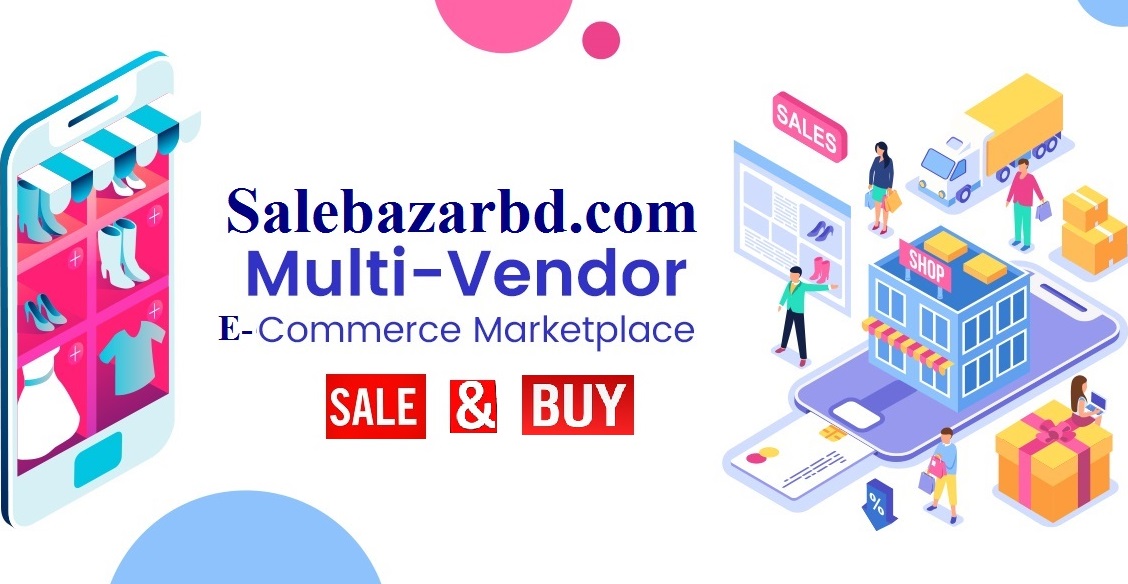 Salebazarbd.com
Multi-Vendor
E-Commerce Marketplace
SALE & BUY
SALES
SHOP
%